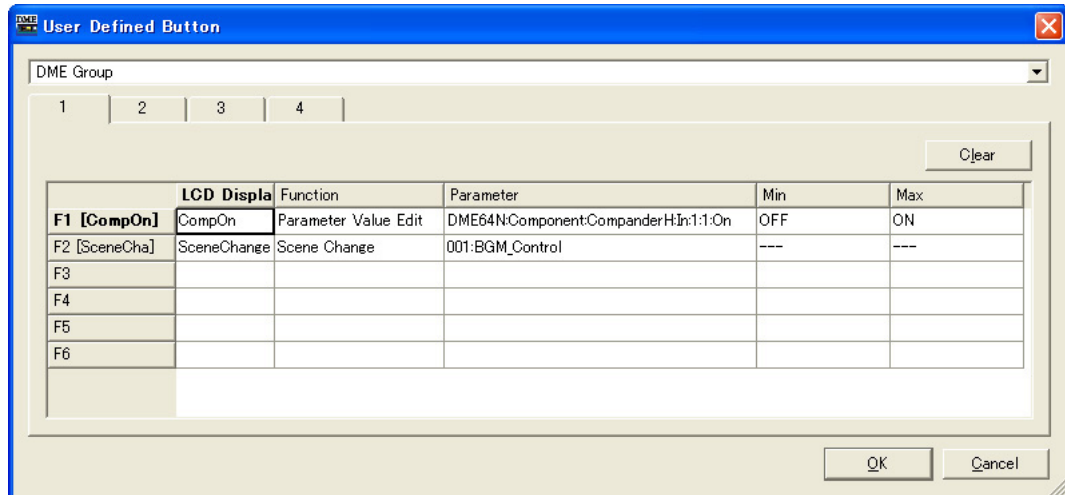 DME User Defined Button
DME Group
1 2 3 4
Clear
LCD Displa Function Parameter Min Max
F1 [CompOn] CompOn Parameter Value Edit DME64N:Component:CompanderH:In:1:1:On OFF ON
F2 [SceneCha] SceneChange Scene Change 001:BGM_Control --- ---
F3
F4
F5
F6
OK Cancel